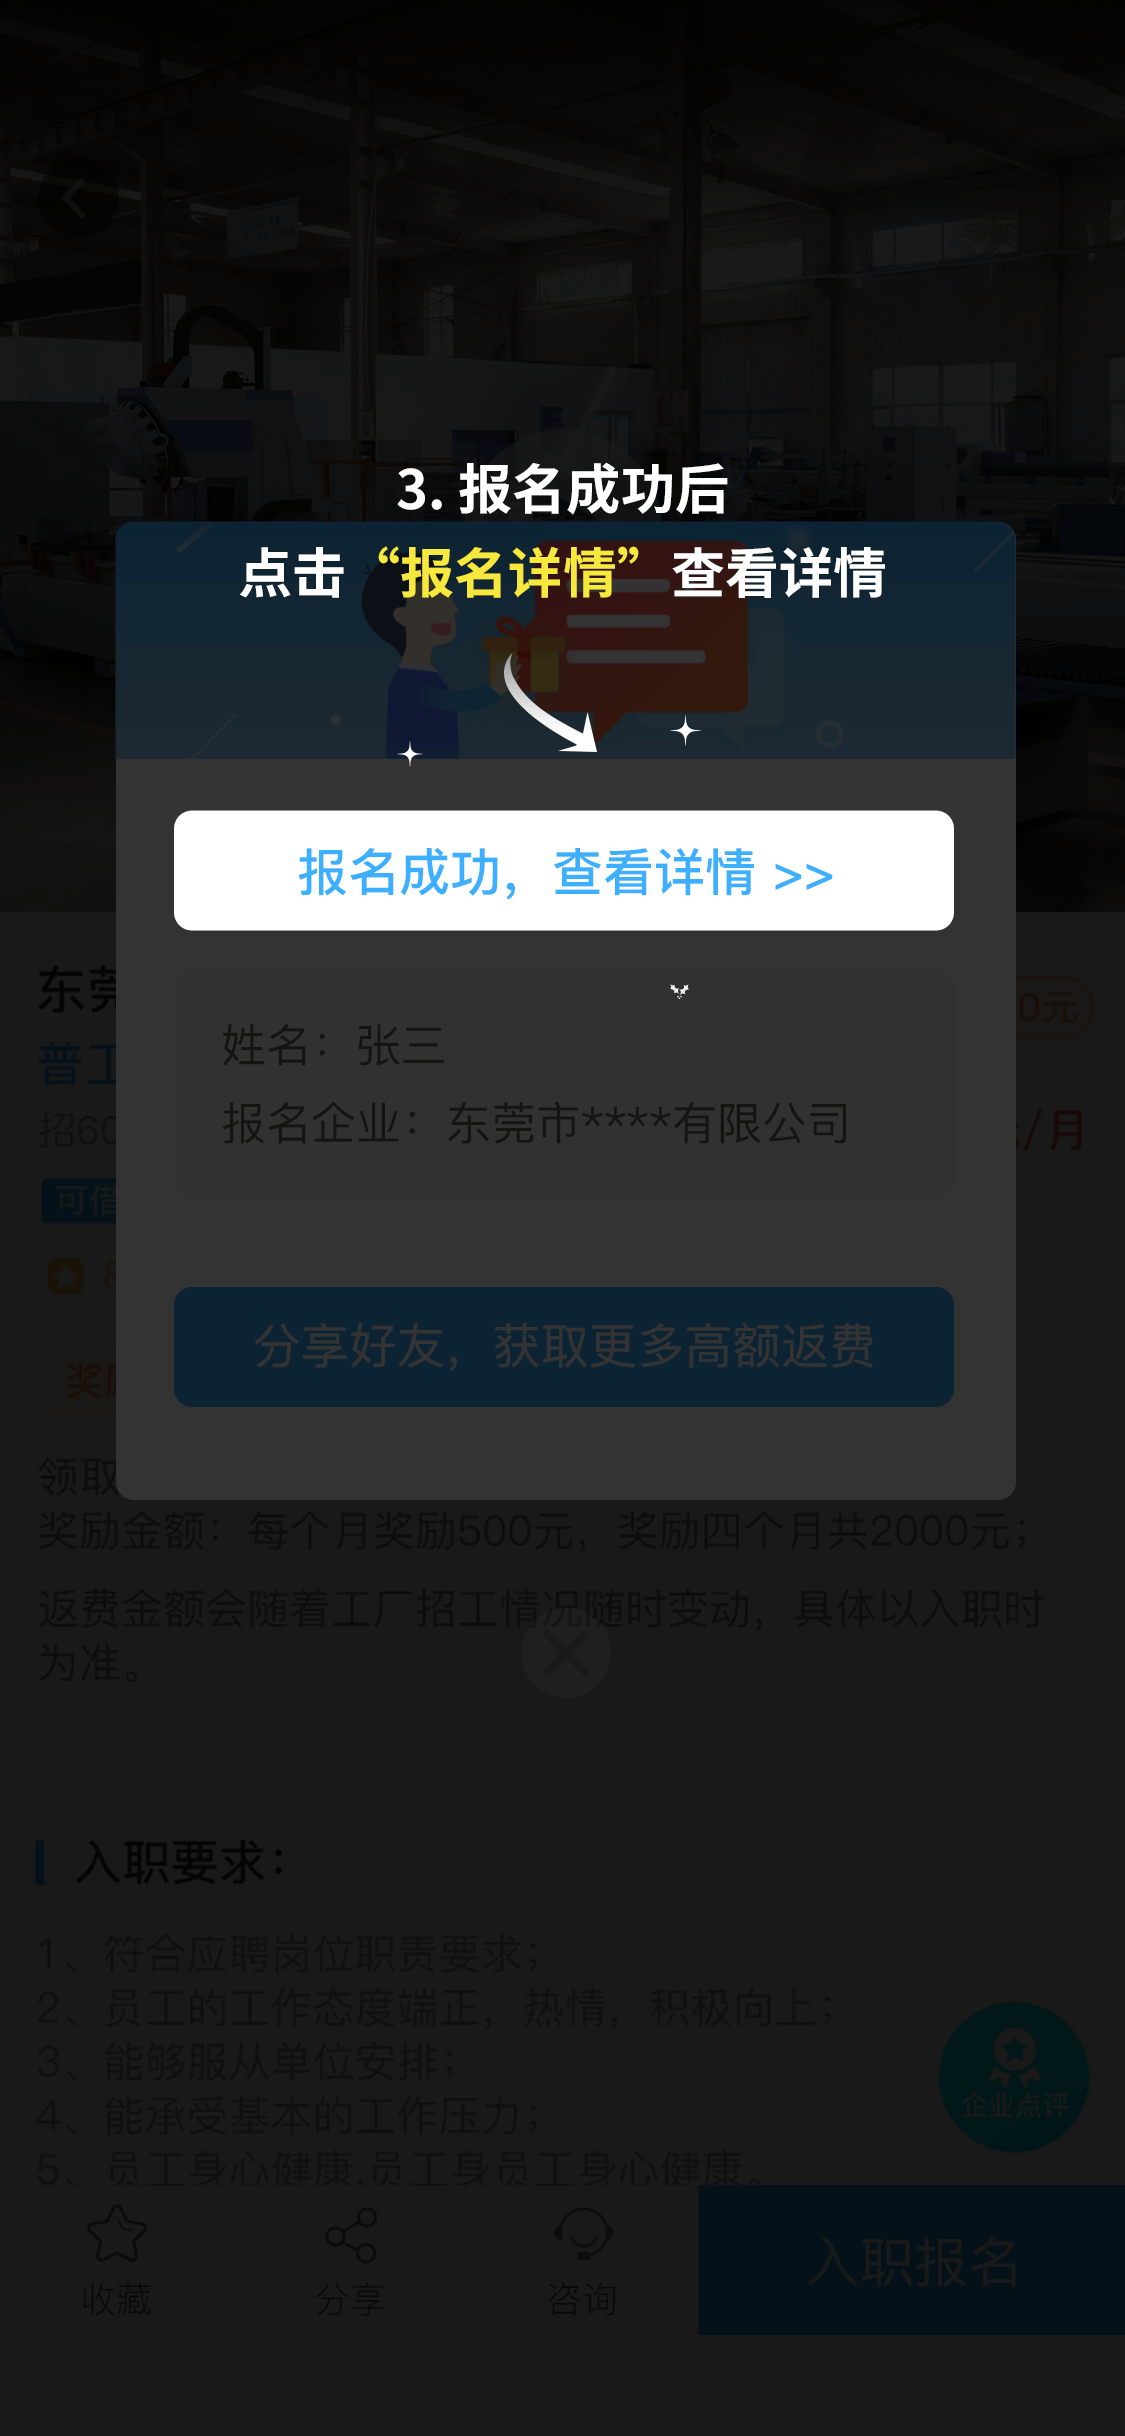 3. 报名成功后
点击“报名详情”查看详情
报名成功，查看详情 >>
东莞
0元
普工
姓名：张三
招60
元/月
报名企业：东莞市****有限公司
可借
8
分享好友，获取更多高额返费
奖励
领取
奖励金额：每个月奖励500元，奖励四个月共2000元；
返费金额会随着工厂招工情况随时变动，具体以入职时
为准。
入职要求：
1、符合应聘岗位职责要求；
2、员工的工作态度端正，热情，积极向上；
3、能够服从单位安排；
4、能承受基本的工作压力；
企业点评
5、员工身心健康,员工身员工身心健康。
收藏
分享
咨询
入职报名